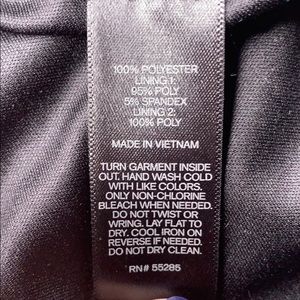 100% POLYESTER
LINING 1:
95% POLY
5% SPANDEX
LINING 2:
100% POLY
MADE IN VIETNAM
TURN GARMENT INSIDE
OUT. HAND WASH COLD
WITH LIKE COLORS.
ONLY NON-CHLORINE
BLEACH WHEN NEEDED.
DO NOT TWIST OR
WRING. LAY FLAT TO
DRY. COOL IRON ON
REVERSE IF NEEDED.
DO NOT DRY CLEAN.
RN# 55285